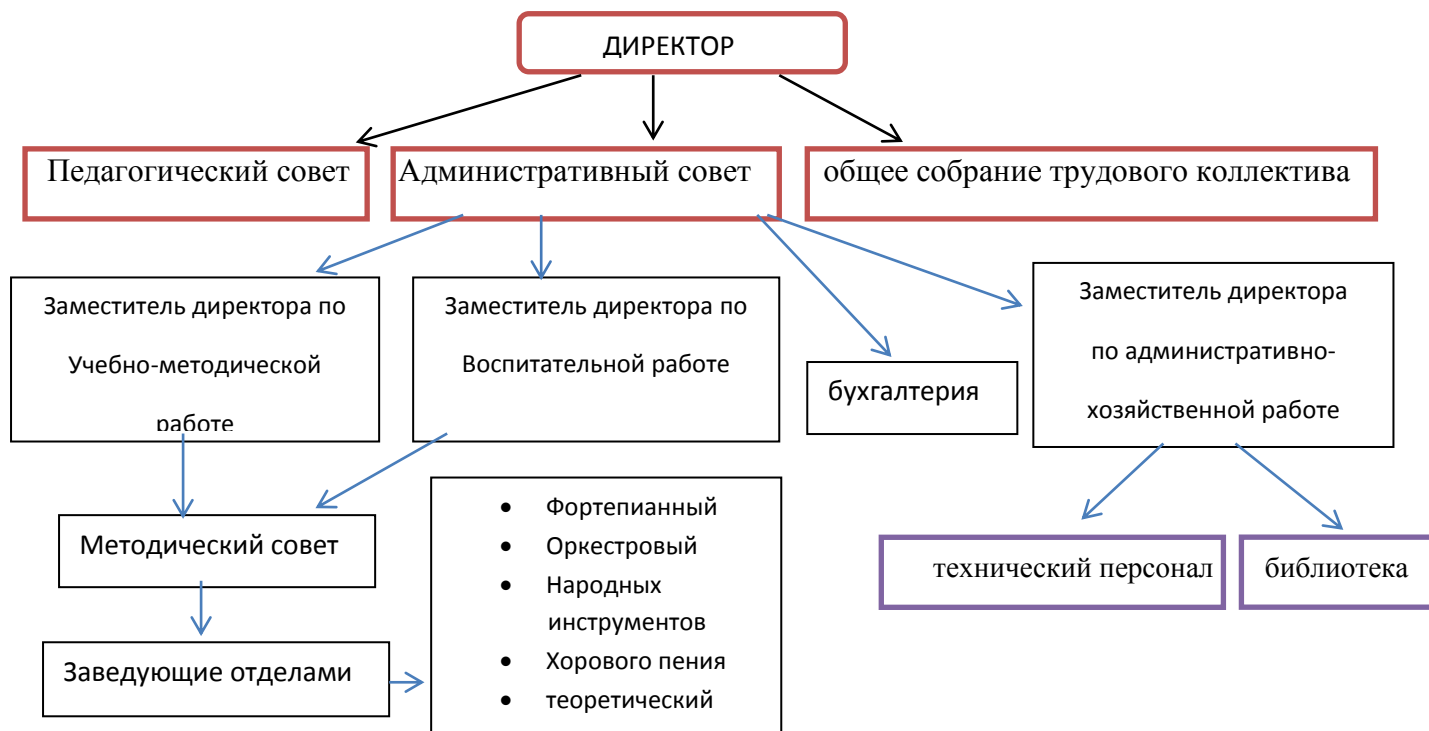 ДИРЕКТОР
Педагогический совет
Административный совет
общее собрание трудового коллектива
Заместитель директора по
Учебно-методической
работе
Заместитель директора по
Воспитательной работе
бухгалтерия
Заместитель директора
по административно-
хозяйственной работе
Методический совет
Заведующие отделами
• Фортепианный
• Оркестровый
• Народных
инструментов
• Хорового пения
• теоретический
технический персонал
библиотека